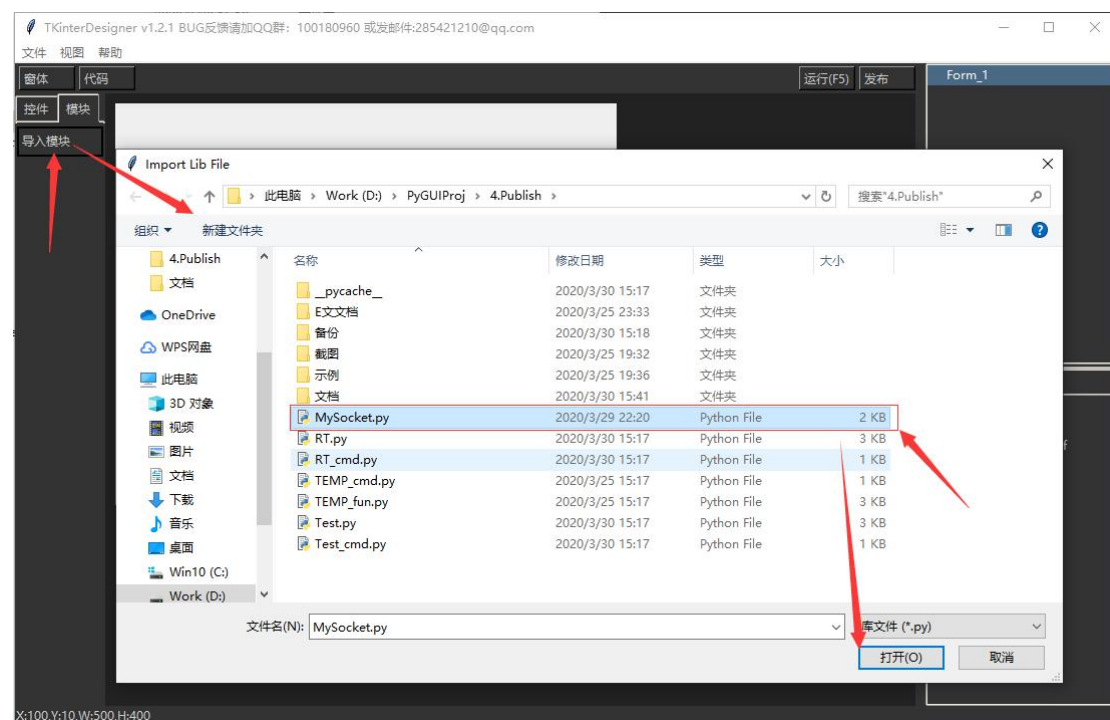 TKinterDesigner v1.2.1 BUG反馈请加QQ群：100180960 或发邮件:285421210@qq.com
文件 视图 帮助
窗体 代码 运行(F5) 发布 Form_1
控件 模块
导入模块
Import Lib File
此电脑 › Work (D:) › PyGUIProj › 4.Publish › 搜索"4.Publish"
组织 新建文件夹
4.Publish 名称 修改日期 类型 大小
文档 __pycache__ 2020/3/30 15:17 文件夹
E文文档 2020/3/25 23:33 文件夹
OneDrive
备份 2020/3/30 15:18 文件夹
WPS网盘 截图 2020/3/25 19:32 文件夹
此电脑 示例 2020/3/25 19:36 文件夹
3D 对象 文档 2020/3/30 15:41 文件夹
视频 MySocket.py 2020/3/29 22:20 Python File 2 KB
图片 RT.py 2020/3/30 15:17 Python File 3 KB
RT_cmd.py 2020/3/30 15:17 Python File 1 KB
文档 TEMP_cmd.py 2020/3/25 15:17 Python File 1 KB
下载 TEMP_fun.py 2020/3/25 15:17 Python File 3 KB
音乐 Test.py 2020/3/30 15:17 Python File 3 KB
桌面 Test_cmd.py 2020/3/30 15:17 Python File 1 KB
Win10 (C:)
Work (D:)
文件名(N): MySocket.py 库文件 (*.py)
打开(O) 取消
X:100,Y:10,W:500,H:400